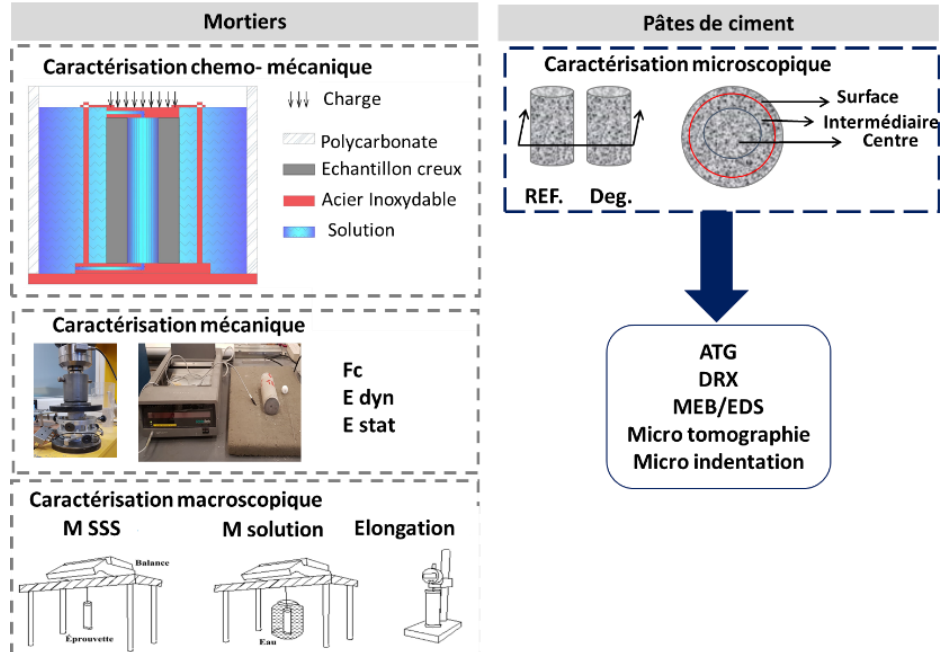 Mortiers
Caractérisation chemo- mécanique
Charge
Polycarbonate
Echantillon creux
Acier Inoxydable
Solution
Caractérisation mécanique
Fc
E dyn
E stat
Caractérisation macroscopique
M SSS
M solution
Elongation
Balance
Éprouvette
Eau
Pâtes de ciment
Caractérisation microscopique
Surface
Intermédiaire
Centre
REF.
Deg.
ATG
DRX
MEB/EDS
Micro tomographie
Micro indentation